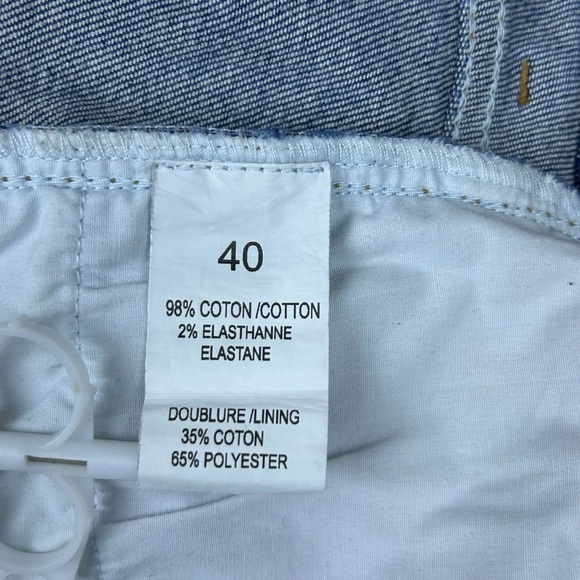 40
98% COTON /COTTON
2% ELASTHANNE
ELASTANE
DOUBLURE /LINING
35% COTON
65% POLYESTER